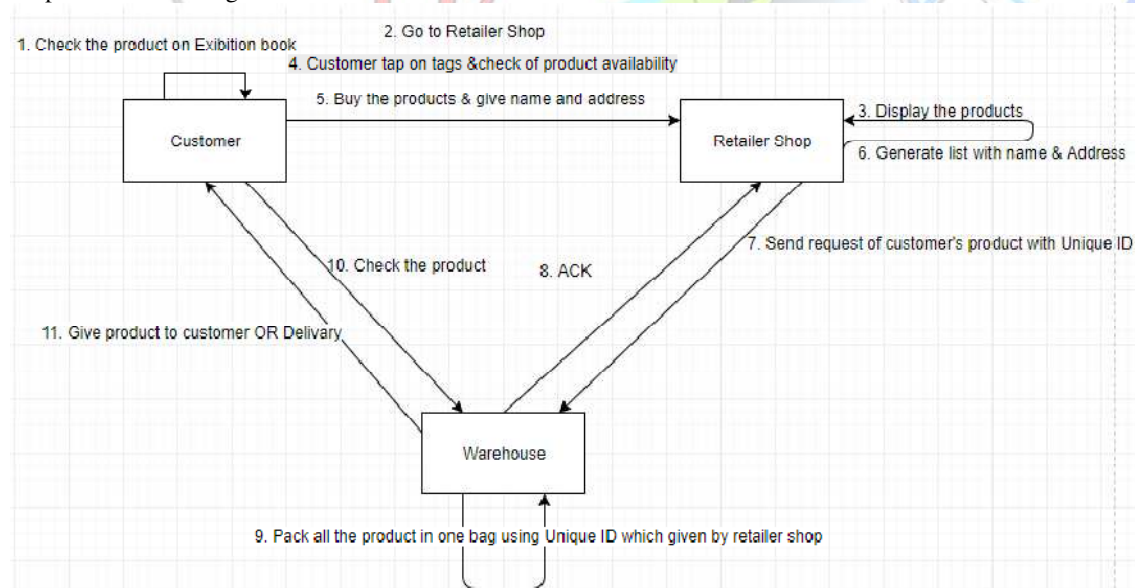 2. Go to Retailer Shop
1. Check the product on Exibition book
4. Customer tap on tags &check of product availability
5. Buy the products & give name and address
3. Display the products
Customer
Retailer Shop
6. Generate list with name & Address
7. Send request of customer's product with Unique ID
10. Check the product
8. ACK
11. Give product to customer OR Delivary
Warehouse
9. Pack all the product in one bag using Unique ID which given by retailer shop